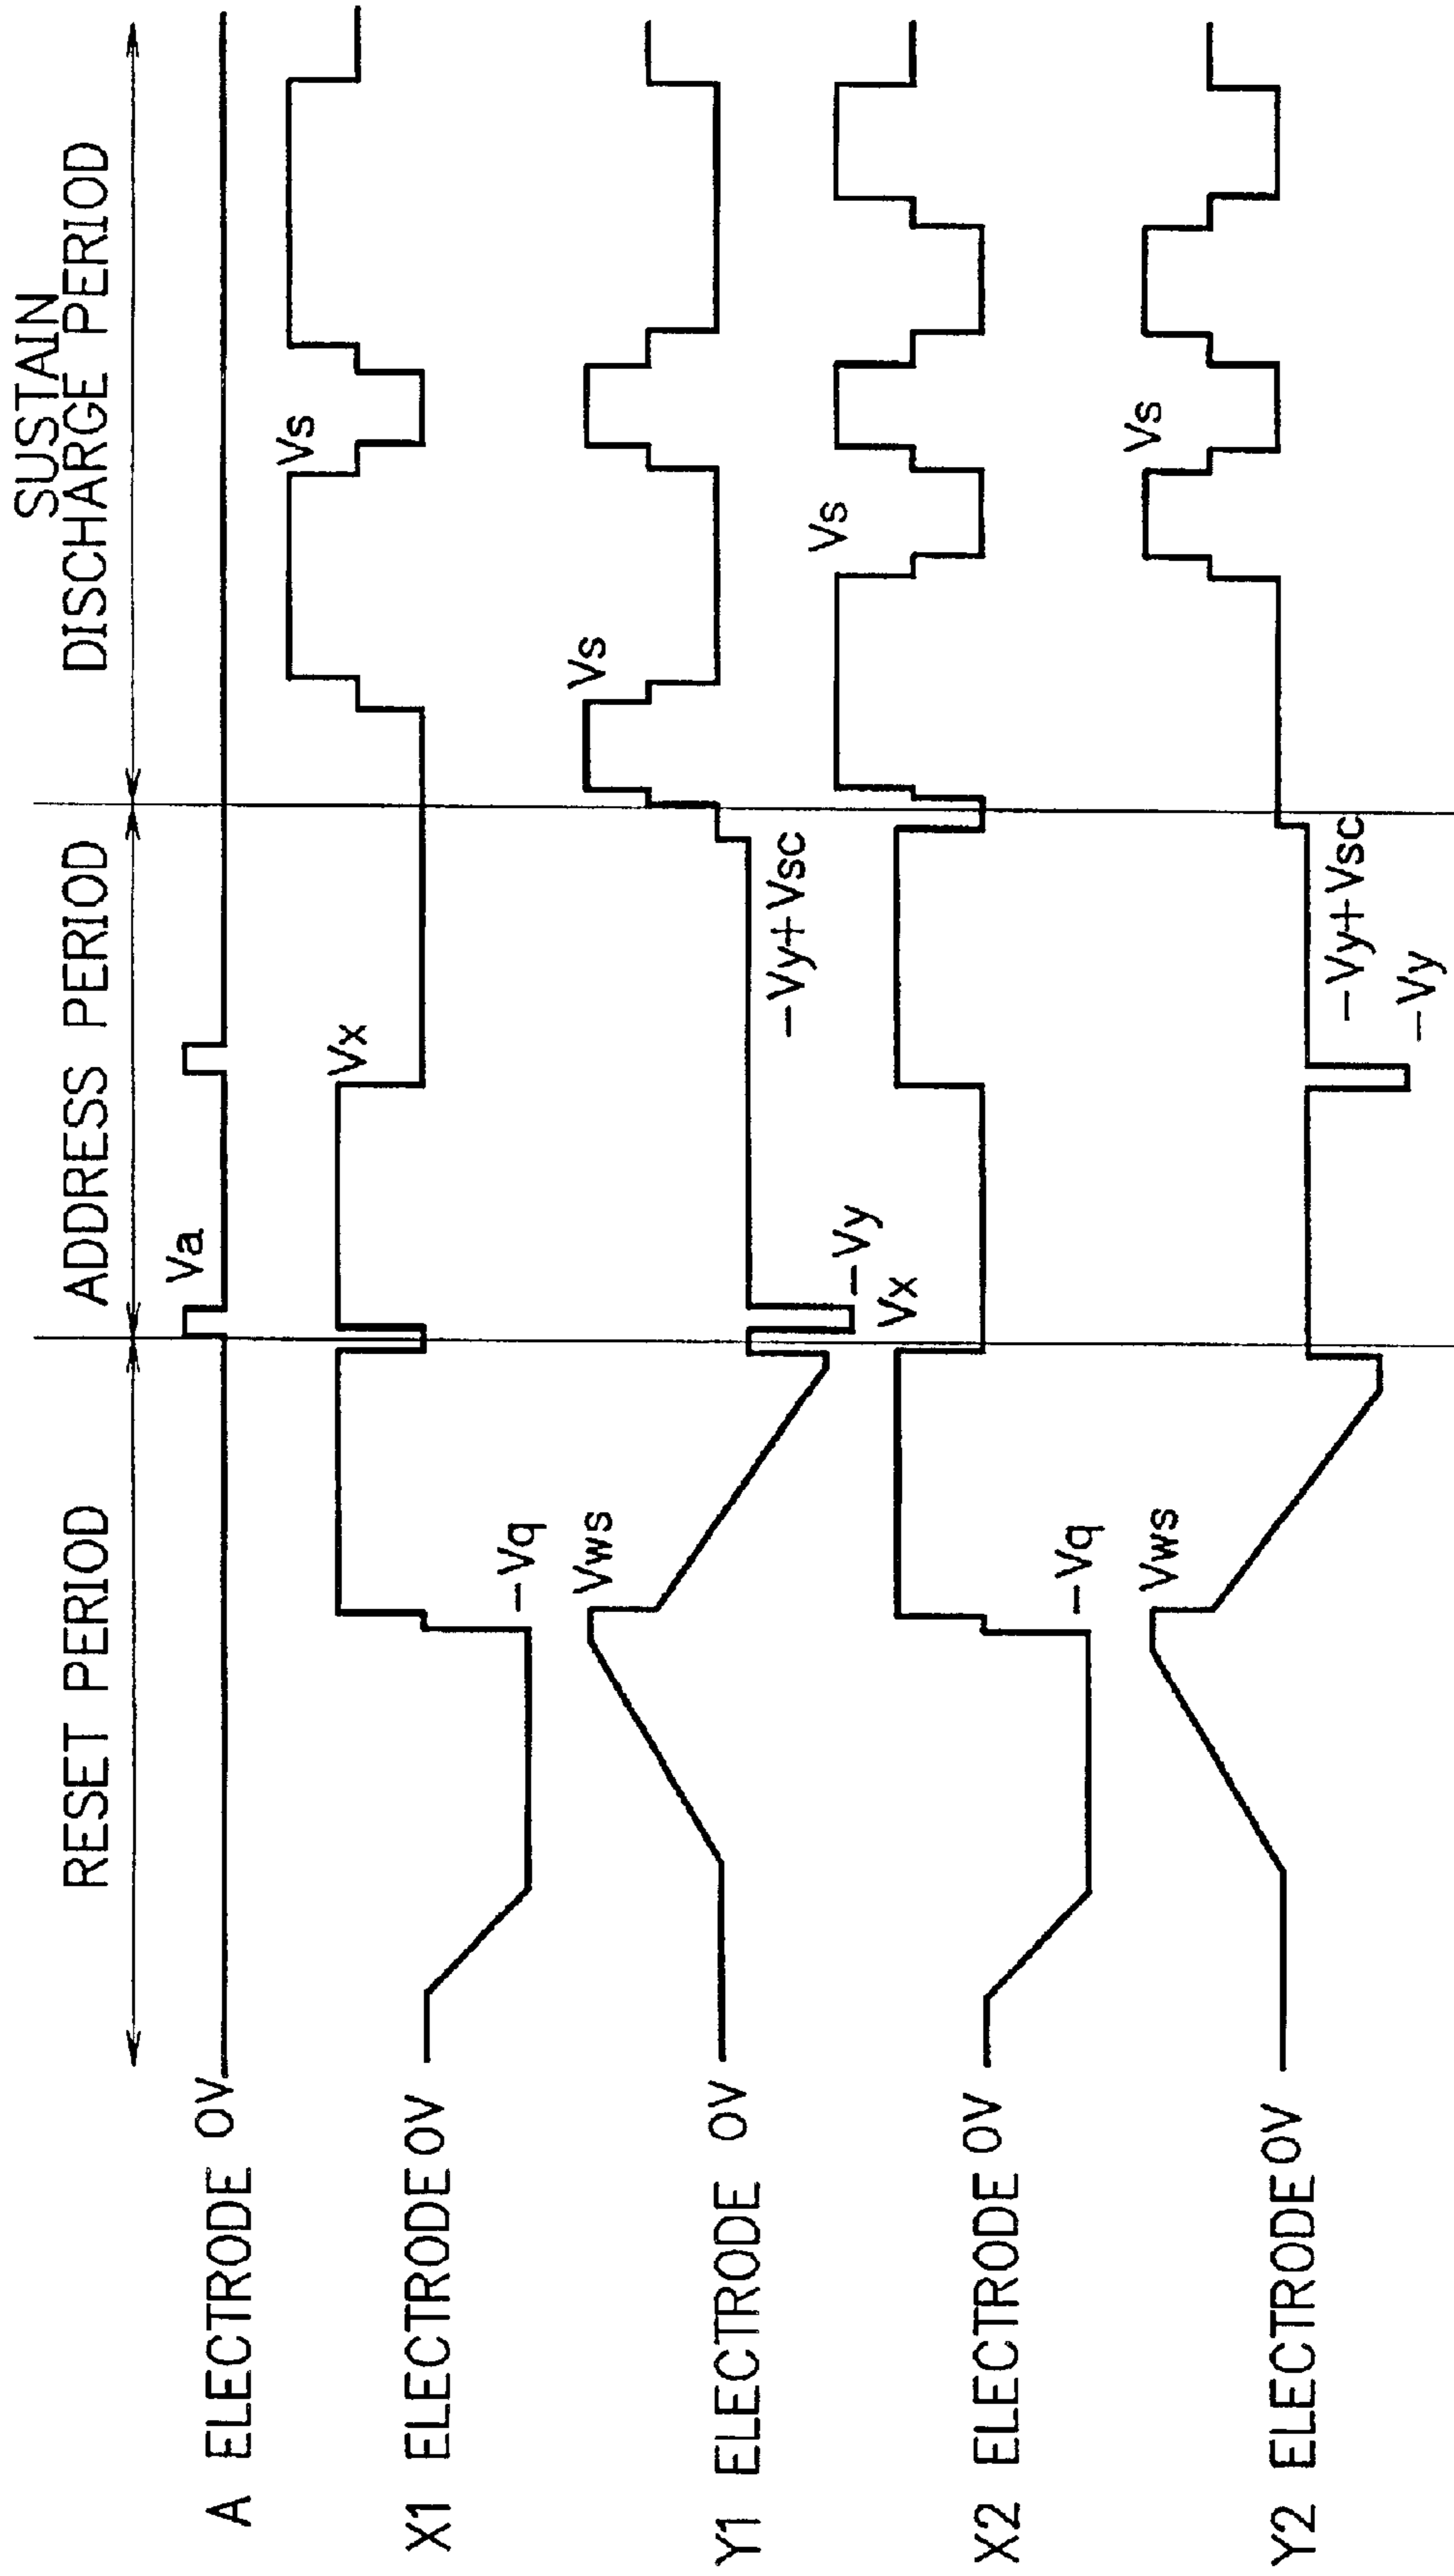 RESET PERIOD
ADDRESS PERIOD
SUSTAIN
DISCHARGE PERIOD
A ELECTRODE 0V
Va
X1 ELECTRODE 0V
-Vq
Vx
Vs
Y1 ELECTRODE 0V
Vws
-Vy
-Vy+Vsc
Vs
X2 ELECTRODE 0V
-Vq
Vx
Vs
Y2 ELECTRODE 0V
Vws
-Vy+Vsc
-Vy
Vs